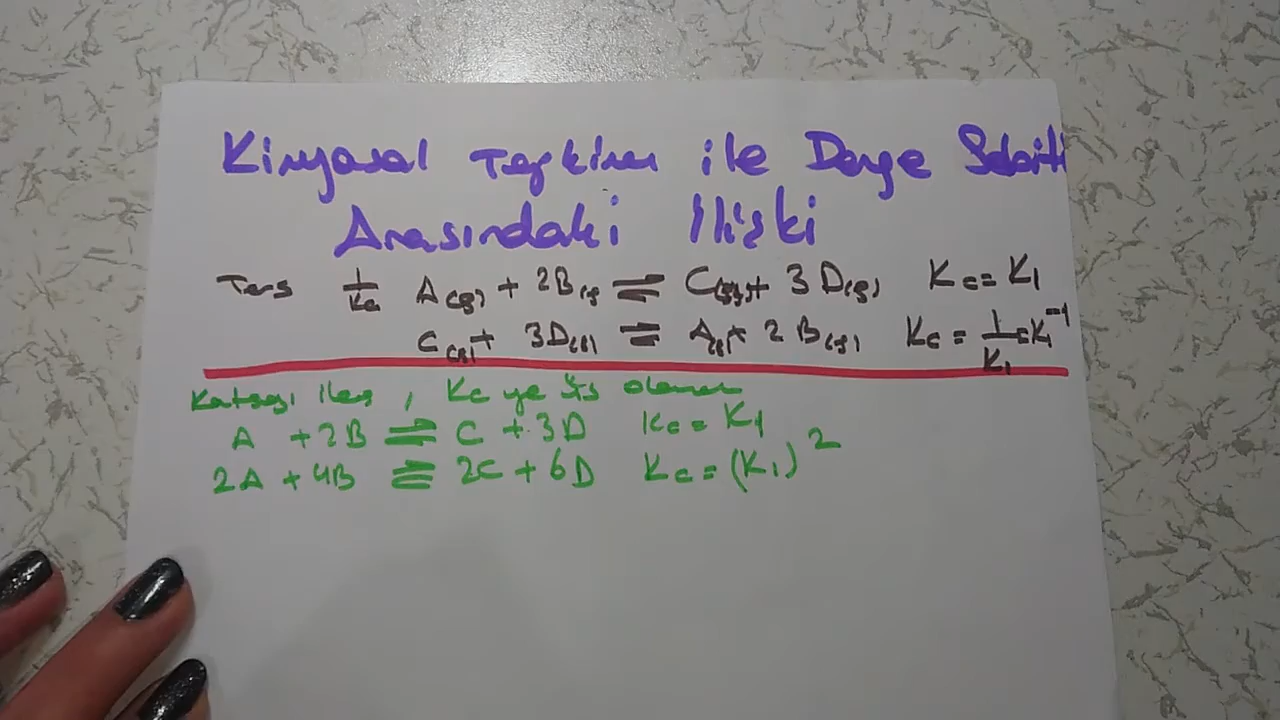 Kimyasal Tepkime ile Denge Sabiti
Arasındaki İlişki
Ters 1/Kc A(g) + 2B(g) ⇌ C(g) + 3D(g) Kc = K1
C(g) + 3D(g) ⇌ A(g) + 2B(g) Kc = 1/K1 = K1^-1
Katsayı ile , Kc ye üs olarak
A + 2B ⇌ C + 3D Kc = K1
2A + 4B ⇌ 2C + 6D Kc = (K1)^2